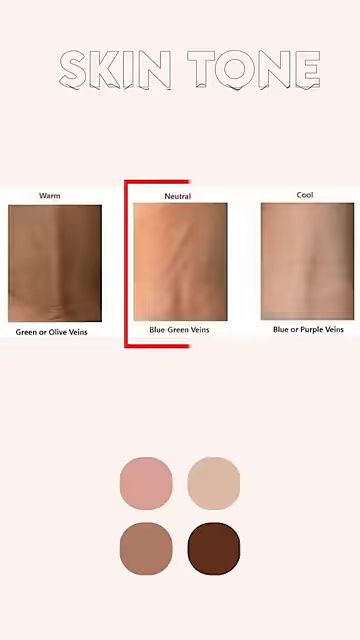 SKIN TONE
Warm Neutral Cool
Green or Olive Veins Blue-Green Veins Blue or Purple Veins